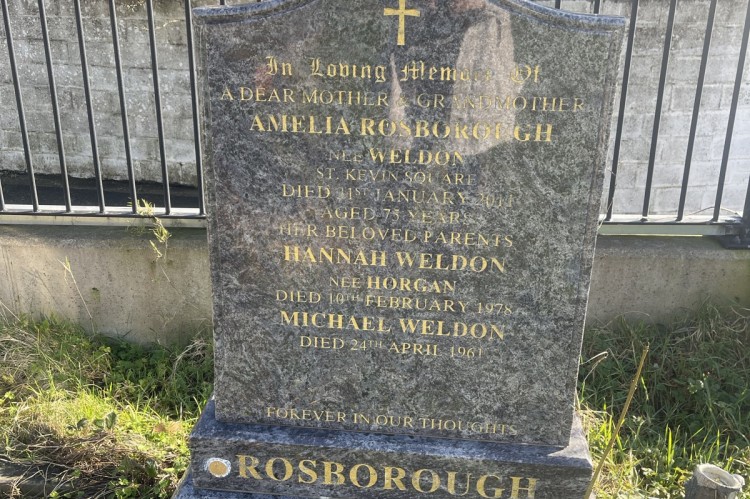 In Loving Memory Of
A DEAR MOTHER & GRANDMOTHER
AMELIA ROSBOROUGH
NEE WELDON
ST. KEVIN SQUARE
DIED 31ST JANUARY 2011
AGED 75 YEARS
HER BELOVED PARENTS
HANNAH WELDON
NEE HORGAN
DIED 10TH FEBRUARY 1978
MICHAEL WELDON
DIED 24TH APRIL 1961
FOREVER IN OUR THOUGHTS
ROSBOROUGH